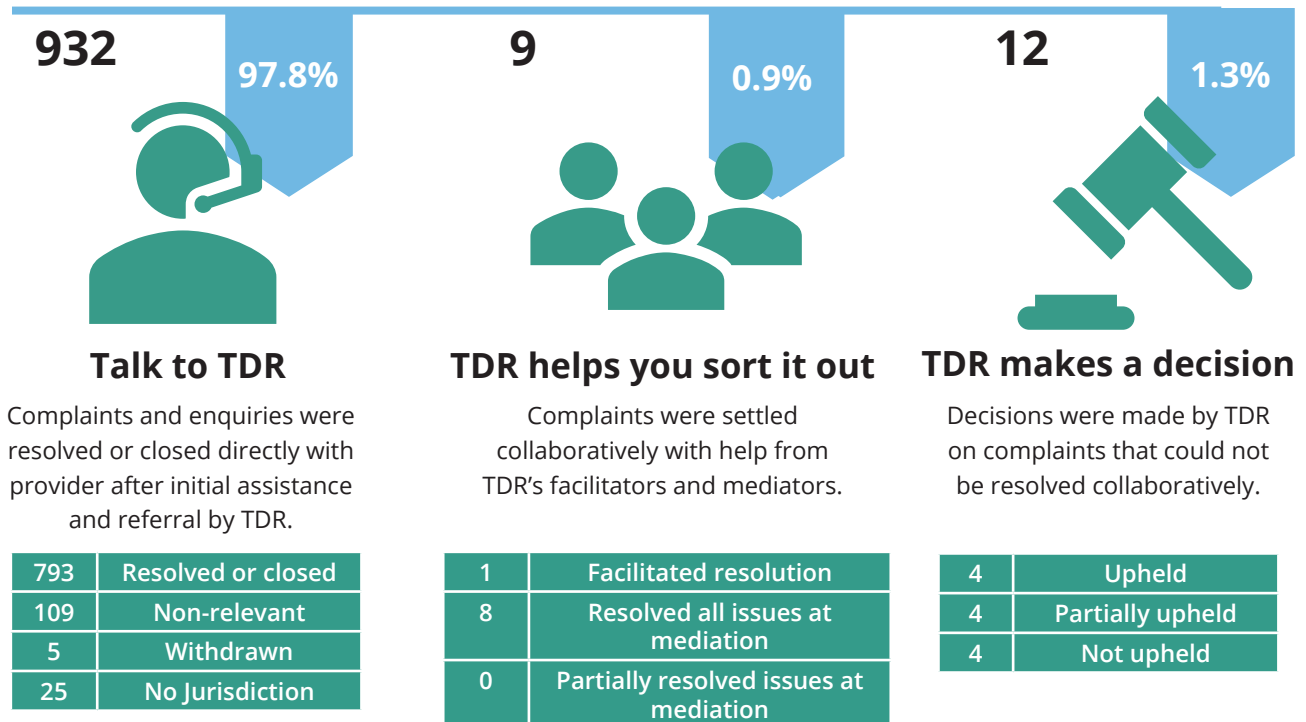 932
97.8%
Talk to TDR
Complaints and enquiries were
resolved or closed directly with
provider after initial assistance
and referral by TDR.
793 Resolved or closed
109 Non-relevant
5 Withdrawn
25 No Jurisdiction
9
0.9%
TDR helps you sort it out
Complaints were settled
collaboratively with help from
TDR’s facilitators and mediators.
1 Facilitated resolution
8 Resolved all issues at
mediation
0 Partially resolved issues at
mediation
12
1.3%
TDR makes a decision
Decisions were made by TDR
on complaints that could not
be resolved collaboratively.
4 Upheld
4 Partially upheld
4 Not upheld